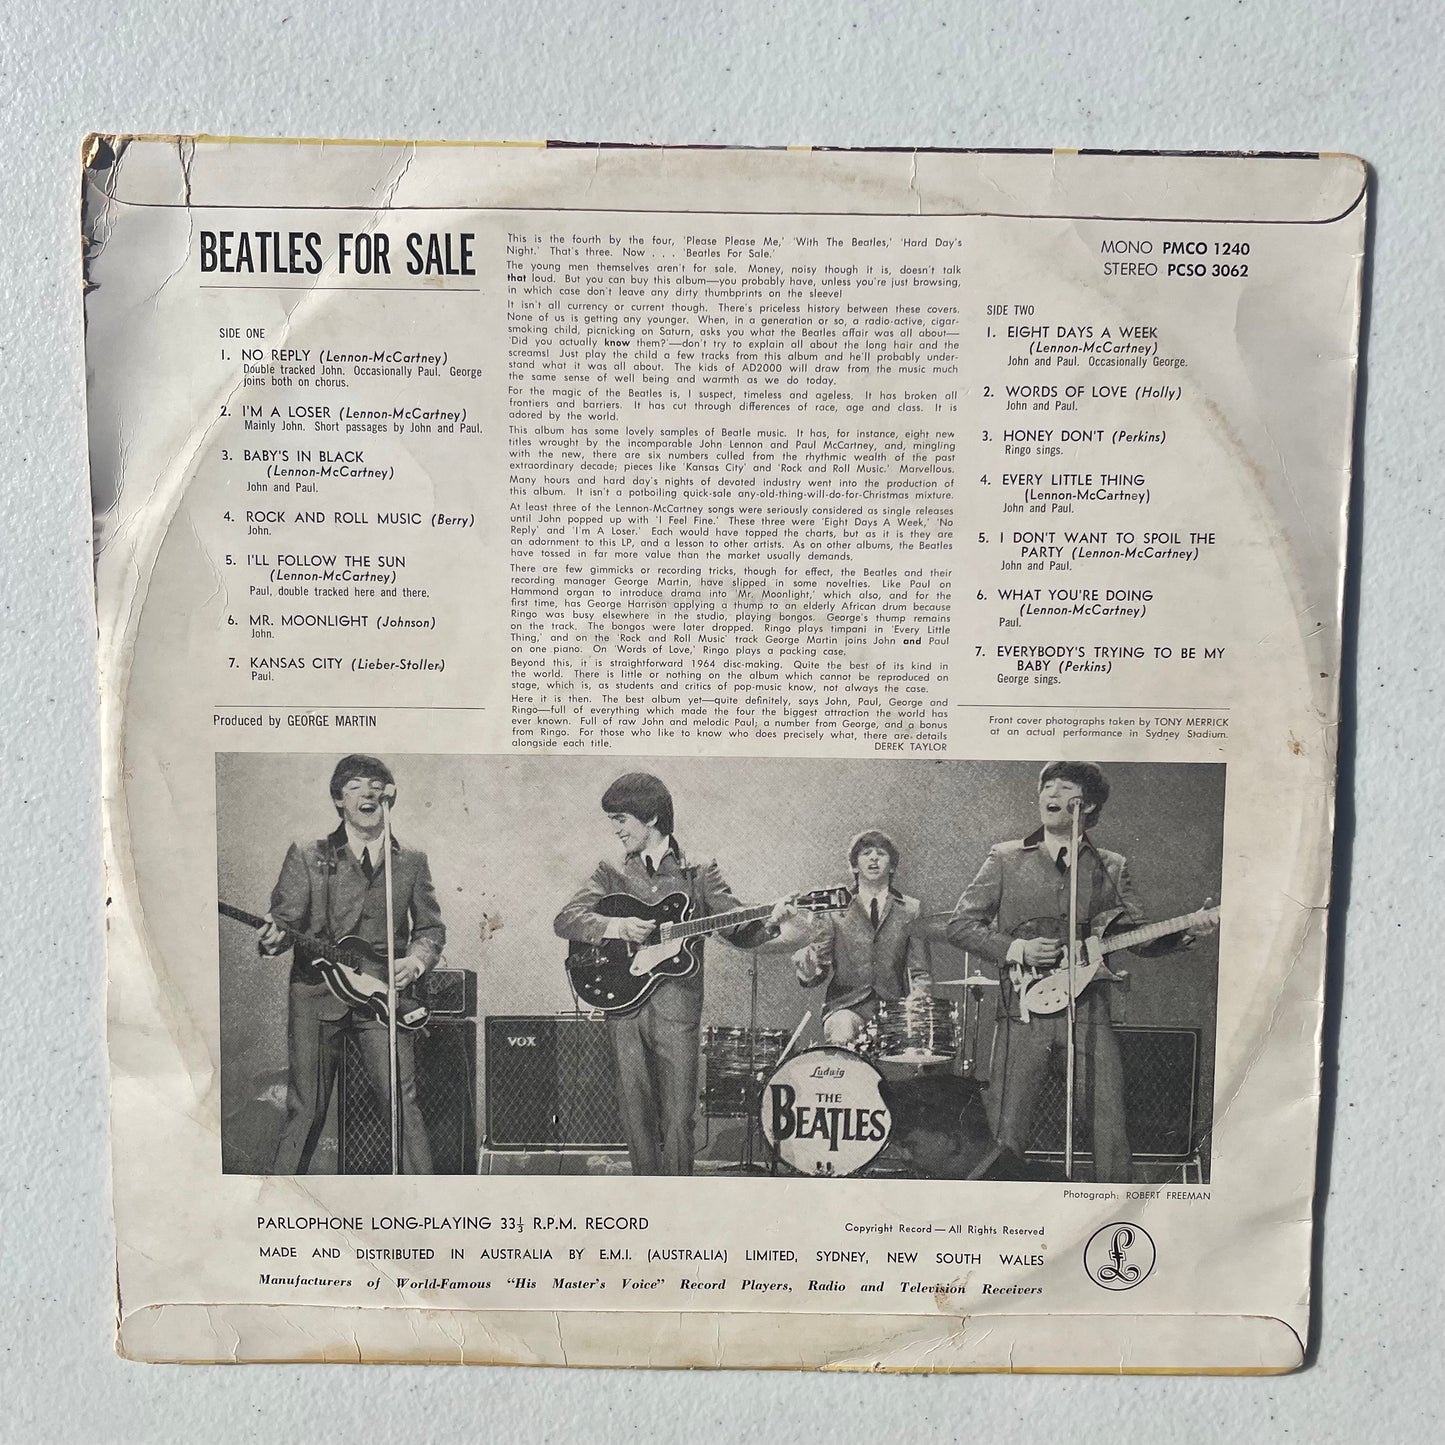 BEATLES FOR SALE
SIDE ONE
1. NO REPLY (Lennon-McCartney)
Double tracked John. Occasionally Paul. George
joins both on chorus.
2. I'M A LOSER (Lennon-McCartney)
Mainly John. Short passages by John and Paul.
3. BABY'S IN BLACK
(Lennon-McCartney)
John and Paul.
4. ROCK AND ROLL MUSIC (Berry)
John.
5. I'LL FOLLOW THE SUN
(Lennon-McCartney)
Paul, double tracked here and there.
6. MR. MOONLIGHT (Johnson)
John.
7. KANSAS CITY (Lieber-Stoller)
Paul.
Produced by GEORGE MARTIN
This is the fourth by the four, 'Please Please Me,' 'With The Beatles,' 'Hard Day's
Night.' That's three. Now . . . 'Beatles For Sale.'
The young men themselves aren't for sale. Money, noisy though it is, doesn't talk
that loud. But you can buy this album—you probably have, unless you're just browsing,
in which case don't leave any dirty thumbprints on the sleeve!
It isn't all currency or current though. There's priceless history between these covers.
None of us is getting any younger. When, in a generation or so, a radio-active, cigar-
smoking child, picnicking on Saturn, asks you what the Beatles affair was all about—
'Did you actually know them?'—don't try to explain all about the long hair and the
screams! Just play the child a few tracks from this album and he'll probably under-
stand what it was all about. The kids of AD2000 will draw from the music much
the same sense of well being and warmth as we do today.
For the magic of the Beatles is, I suspect, timeless and ageless. It has broken all
frontiers and barriers. It has cut through differences of race, age and class. It is
adored by the world.
This album has some lovely samples of Beatle music. It has, for instance, eight new
titles wrought by the incomparable John Lennon and Paul McCartney, and, mingling
with the new, there are six numbers culled from the rhythmic wealth of the past
extraordinary decade; pieces like 'Kansas City' and 'Rock and Roll Music.' Marvellous.
Many hours and hard day's nights of devoted industry went into the production of
this album. It isn't a potboiling quick-sale any-old-thing-will-do-for-Christmas mixture.
At least three of the Lennon-McCartney songs were seriously considered as single releases
until John popped up with 'I Feel Fine.' These three were 'Eight Days A Week,' 'No
Reply' and 'I'm A Loser.' Each would have topped the charts, but as it is they are
an adornment to this LP, and a lesson to other artists. As on other albums, the Beatles
have tossed in far more value than the market usually demands.
There are few gimmicks or recording tricks, though for effect, the Beatles and their
recording manager George Martin, have slipped in some novelties. Like Paul on
Hammond organ to introduce drama into 'Mr. Moonlight,' which also, and for the
first time, has George Harrison applying a thump to an elderly African drum because
Ringo was busy elsewhere in the studio, playing bongos. George's thump remains
on the track. The bongos were later dropped. Ringo plays timpani in 'Every Little
Thing,' and on the 'Rock and Roll Music' track George Martin joins John and Paul
on one piano. On 'Words of Love,' Ringo plays a packing case.
Beyond this, it is straightforward 1964 disc-making. Quite the best of its kind in
the world. There is little or nothing on the album which cannot be reproduced on
stage, which is, as students and critics of pop-music know, not always the case.
Here it is then. The best album yet—quite definitely, says John, Paul, George and
Ringo—full of everything which made the four the biggest attraction the world has
ever known. Full of raw John and melodic Paul; a number from George, and a bonus
from Ringo. For those who like to know who does precisely what, there are details
alongside each title. DEREK TAYLOR
MONO PMCO 1240
STEREO PCSO 3062
SIDE TWO
1. EIGHT DAYS A WEEK
(Lennon-McCartney)
John and Paul. Occasionally George.
2. WORDS OF LOVE (Holly)
John and Paul.
3. HONEY DON'T (Perkins)
Ringo sings.
4. EVERY LITTLE THING
(Lennon-McCartney)
John and Paul.
5. I DON'T WANT TO SPOIL THE
PARTY (Lennon-McCartney)
John and Paul.
6. WHAT YOU'RE DOING
(Lennon-McCartney)
Paul.
7. EVERYBODY'S TRYING TO BE MY
BABY (Perkins)
George sings.
Front cover photographs taken by TONY MERRICK
at an actual performance in Sydney Stadium.
VOX
Ludwig
THE
BEATLES
Photograph: ROBERT FREEMAN
PARLOPHONE LONG-PLAYING 33⅓ R.P.M. RECORD
Copyright Record — All Rights Reserved
MADE AND DISTRIBUTED IN AUSTRALIA BY E.M.I. (AUSTRALIA) LIMITED, SYDNEY, NEW SOUTH WALES
Manufacturers of World-Famous "His Master's Voice" Record Players, Radio and Television Receivers
£